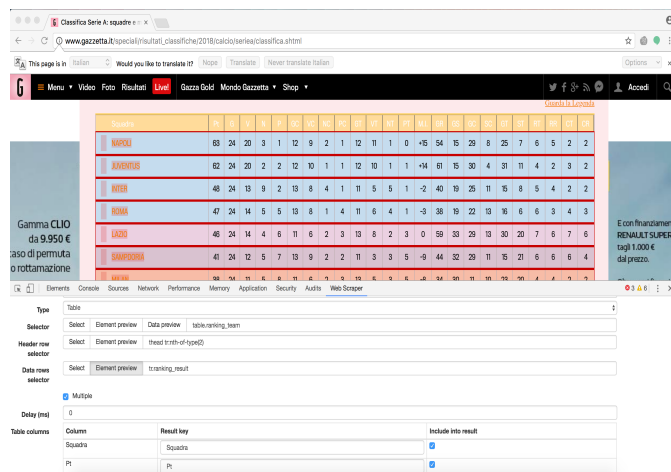 Classifica Serie A: squadre e m
www.gazzetta.it/speciali/risultati_classifiche/2018/calcio/seriea/classifica.shtml
This page is in Italian Would you like to translate it? Nope Translate Never translate Italian Options
G Menu Video Foto Risultati Live! Gazza Gold Mondo Gazzetta Shop Accedi
Guarda la Legenda
Squadre Pt G V N P
NAPOLI 63 24 20 3 1 12 9 2 1 12 11 1 0 +15 54 15 29 8 25 7 6 5 2 2
JUVENTUS 62 24 20 2 2 12 10 1 1 12 10 1 1 +14 61 15 30 4 31 11 4 2 3 2
INTER 48 24 13 9 2 13 8 4 1 11 5 5 1 -2 40 19 25 11 15 8 5 4 2 2
ROMA 47 24 14 5 5 13 8 1 4 11 6 4 1 -3 38 19 22 13 16 6 6 3 4 3
LAZIO 46 24 14 4 6 11 6 2 3 13 8 2 3 0 59 33 29 13 30 20 7 6 7 6
SAMPDORIA 41 24 12 5 7 13 9 2 2 11 3 3 5 -9 44 32 29 11 15 21 6 6 6 4
Gamma CLIO
da 9.950 €
caso di permuta
o rottamazione
E con finanziamen
RENAULT SUPER
tagli 1.000 €
dal prezzo.
Elements Console Sources Network Performance Memory Application Security Audits Web Scraper 3 6
Type Table
Selector Select Element preview Data preview table.ranking_team
Header row selector Select Element preview thead tr:nth-of-type(2)
Data rows selector Select Element preview tr.ranking_result
Multiple
Delay (ms) 0
Table columns Column Result key Include into result
Squadra Squadra
Pt Pt